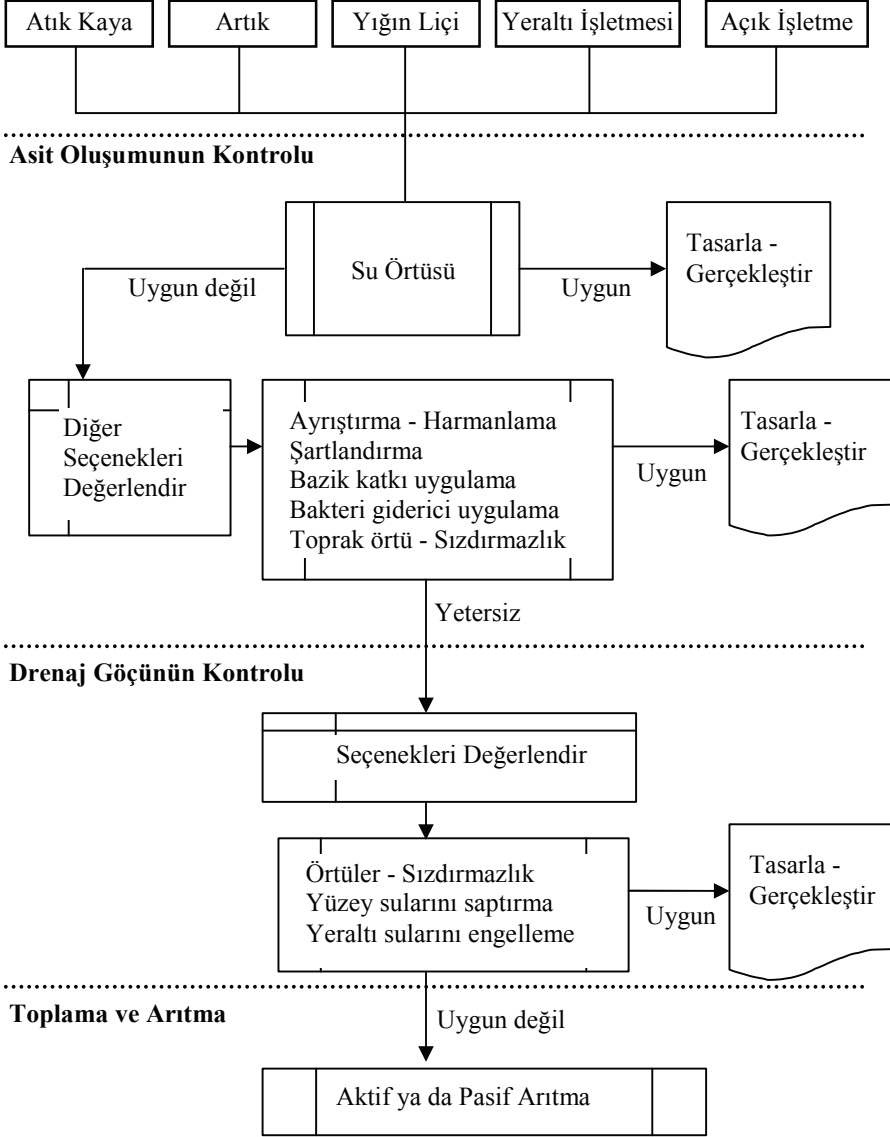 Atık Kaya
Artık
Yığın Liçi
Yeraltı İşletmesi
Açık İşletme
Asit Oluşumunun Kontrolu
Su Örtüsü
Uygun değil
Uygun
Tasarla -
Gerçekleştir
Diğer
Seçenekleri
Değerlendir
Ayrıştırma - Harmanlama
Şartlandırma
Bazik katkı uygulama
Bakteri giderici uygulama
Toprak örtü - Sızdırmazlık
Uygun
Tasarla -
Gerçekleştir
Yetersiz
Drenaj Göçünün Kontrolu
Seçenekleri Değerlendir
Örtüler - Sızdırmazlık
Yüzey sularını saptırma
Yeraltı sularını engelleme
Uygun
Tasarla -
Gerçekleştir
Toplama ve Arıtma
Uygun değil
Aktif ya da Pasif Arıtma